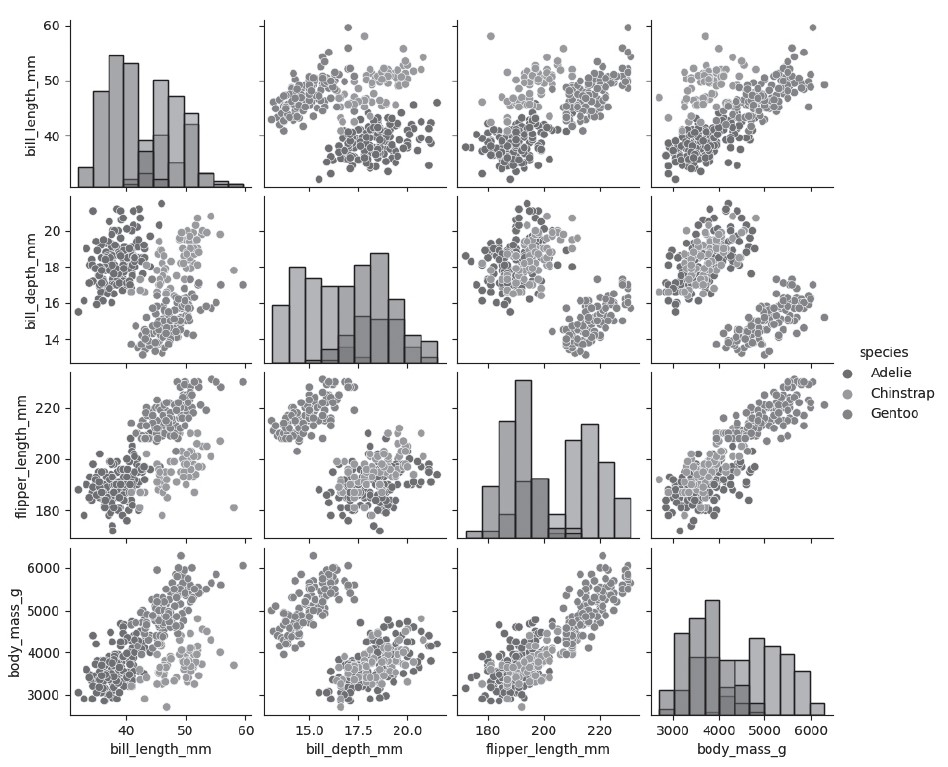 60
50
40
bill_length_mm
20
18
16
14
bill_depth_mm
220
200
180
flipper_length_mm
6000
5000
4000
3000
body_mass_g
40 50 60
bill_length_mm
15.0 17.5 20.0
bill_depth_mm
180 200 220
flipper_length_mm
3000 4000 5000 6000
body_mass_g
species
Adelie
Chinstrap
Gentoo